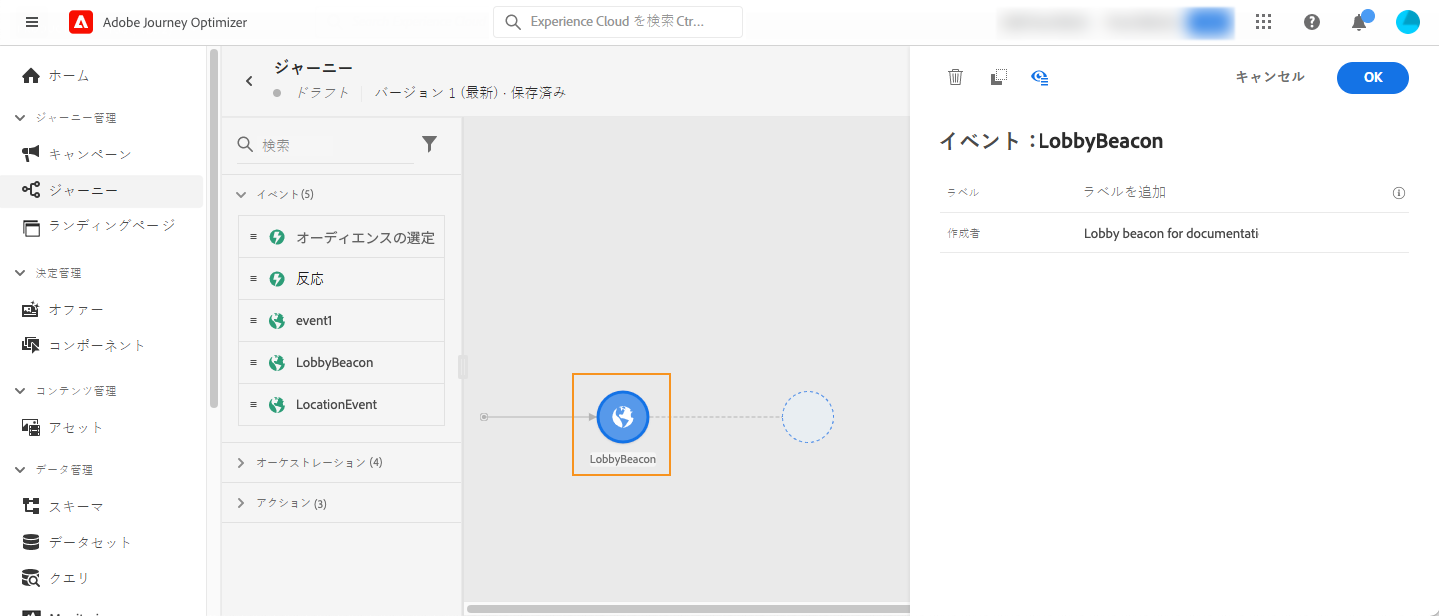 Adobe Journey Optimizer
Experience Cloud を検索 Ctr...
ホーム
ジャーニー管理
キャンペーン
ジャーニー
ランディングページ
決定管理
オファー
コンポーネント
コンテンツ管理
アセット
データ管理
スキーマ
データセット
クエリ
ジャーニー
ドラフト
バージョン 1 (最新) · 保存済み
検索
イベント(5)
オーディエンスの選定
反応
event1
LobbyBeacon
LocationEvent
オーケストレーション (4)
アクション (3)
LobbyBeacon
キャンセル
OK
イベント：LobbyBeacon
ラベル
ラベルを追加
作成者
Lobby beacon for documentati